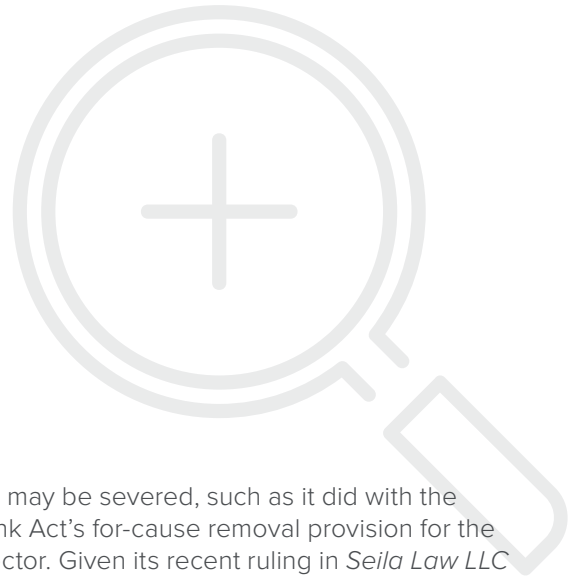 may be severed, such as it did with the
nk Act's for-cause removal provision for the
ctor. Given its recent ruling in Seila Law LLC